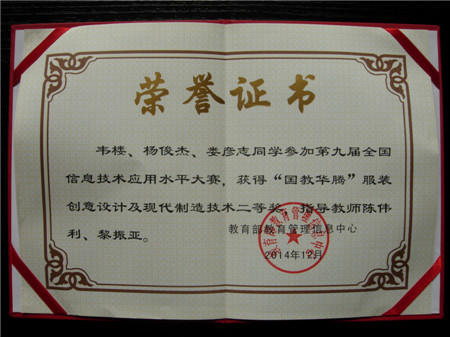 荣誉证书
韦楼、杨俊杰、娄彦志同学参加第九届全国
信息技术应用水平大赛，获得“国教华腾”服装
创意设计及现代制造技术二等奖，指导教师陈伟
利、黎振亚。
教育部教育管理信息中心
2014年12月